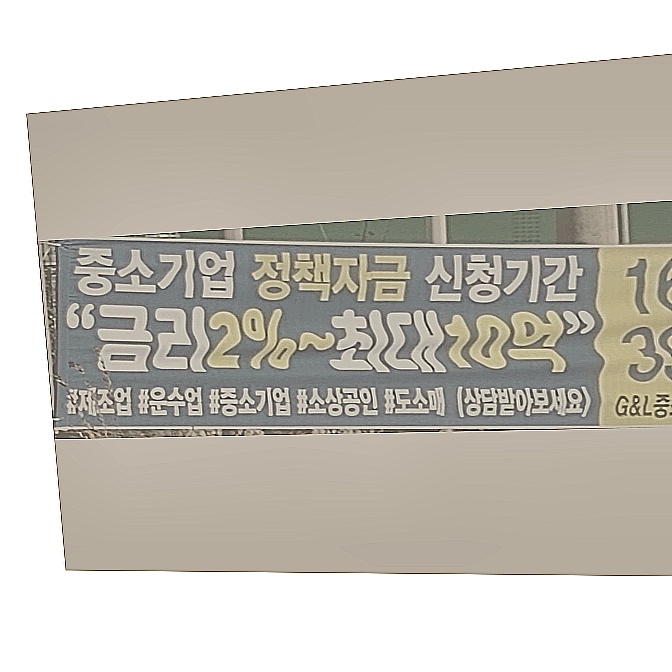 중소기업 정책자금 신청기간
“금리2%~최대10억”
#제조업 #운수업 #중소기업 #소상공인 #도소매 (상담받아보세요)
G&L중